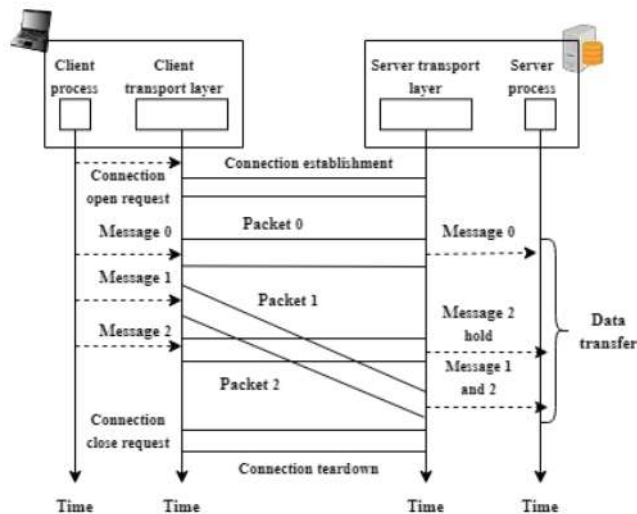 Client
process
Client
transport layer
Server transport
layer
Server
process
Connection establishment
Connection
open request
Packet 0
Message 0
Message 0
Message 1
Packet 1
Message 2
hold
Data
transfer
Message 2
Message 1
and 2
Packet 2
Connection
close request
Connection teardown
Time
Time
Time
Time